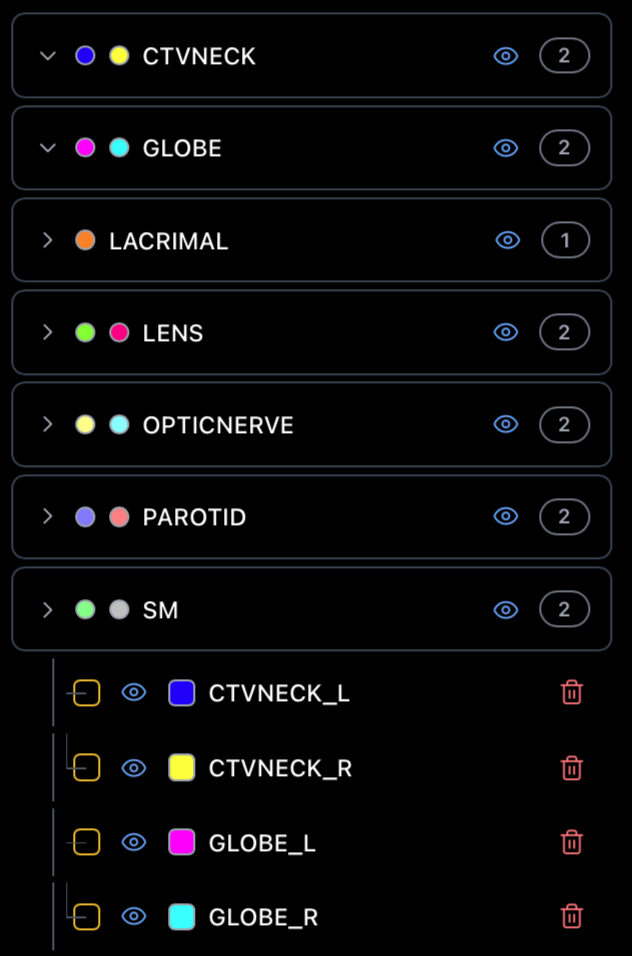 CTVNECK 2
GLOBE 2
LACRIMAL 1
LENS 2
OPTICNERVE 2
PAROTID 2
SM 2
CTVNECK_L
CTVNECK_R
GLOBE_L
GLOBE_R